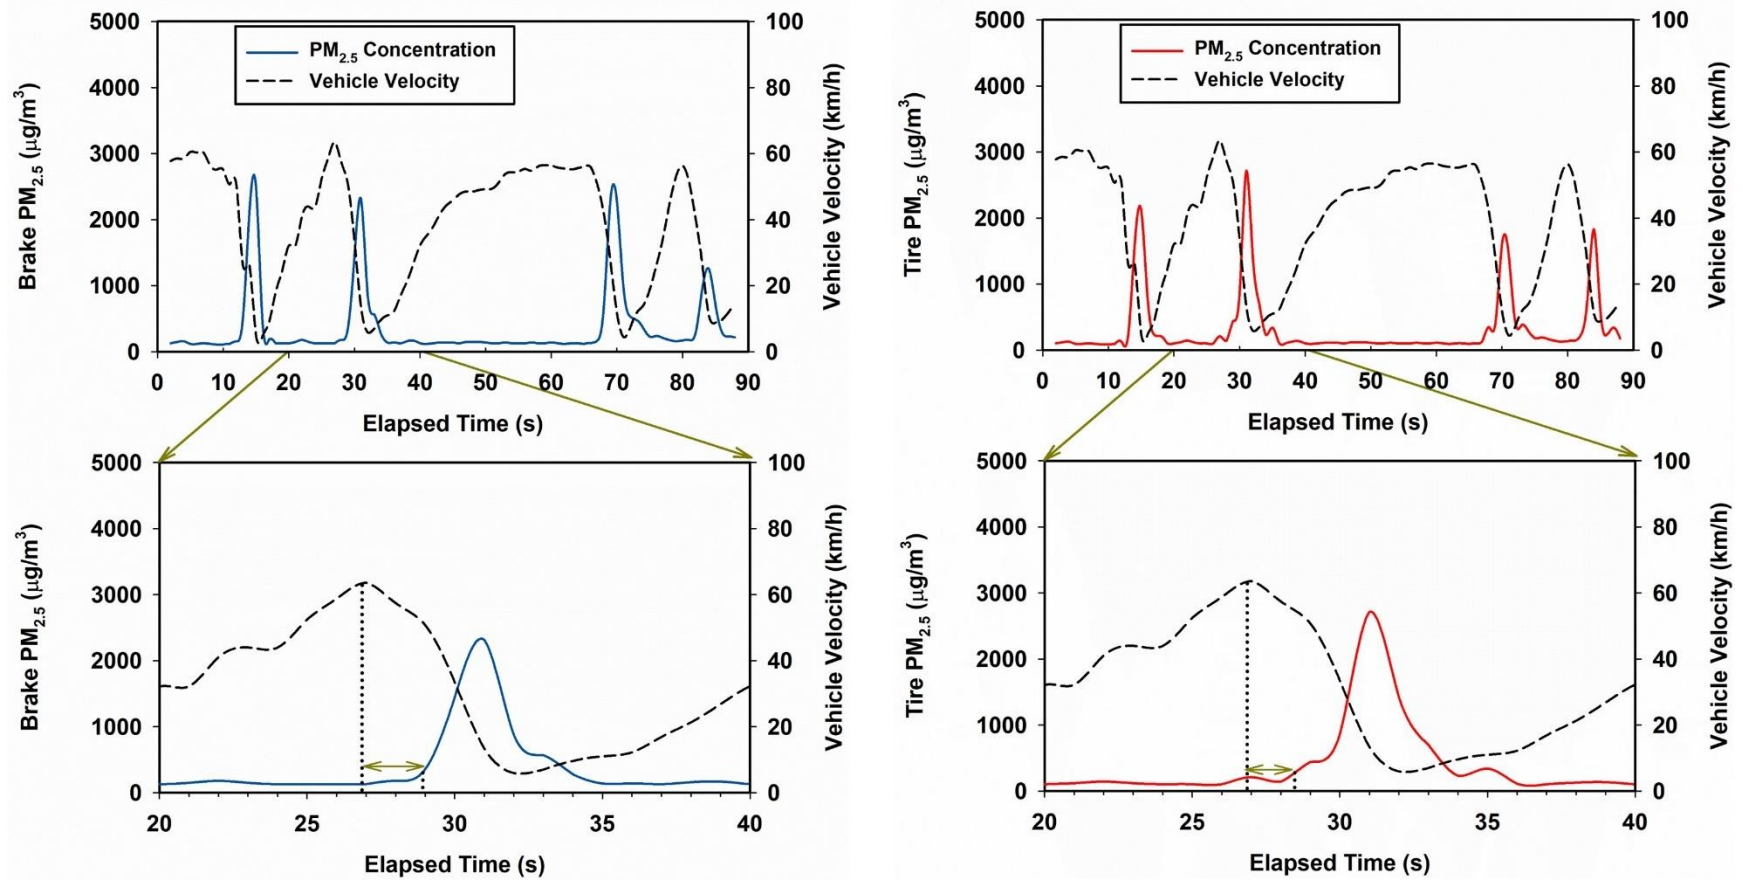 PM2.5 Concentration
Vehicle Velocity
Brake PM2.5 (μg/m3)
5000
4000
3000
2000
1000
0
Vehicle Velocity (km/h)
100
80
60
40
20
0
0 10 20 30 40 50 60 70 80 90
Elapsed Time (s)
PM2.5 Concentration
Vehicle Velocity
Tire PM2.5 (μg/m3)
5000
4000
3000
2000
1000
0
Vehicle Velocity (km/h)
100
80
60
40
20
0
0 10 20 30 40 50 60 70 80 90
Elapsed Time (s)
Brake PM2.5 (μg/m3)
5000
4000
3000
2000
1000
0
Vehicle Velocity (km/h)
100
80
60
40
20
0
20 25 30 35 40
Elapsed Time (s)
Tire PM2.5 (μg/m3)
5000
4000
3000
2000
1000
0
Vehicle Velocity (km/h)
100
80
60
40
20
0
20 25 30 35 40
Elapsed Time (s)